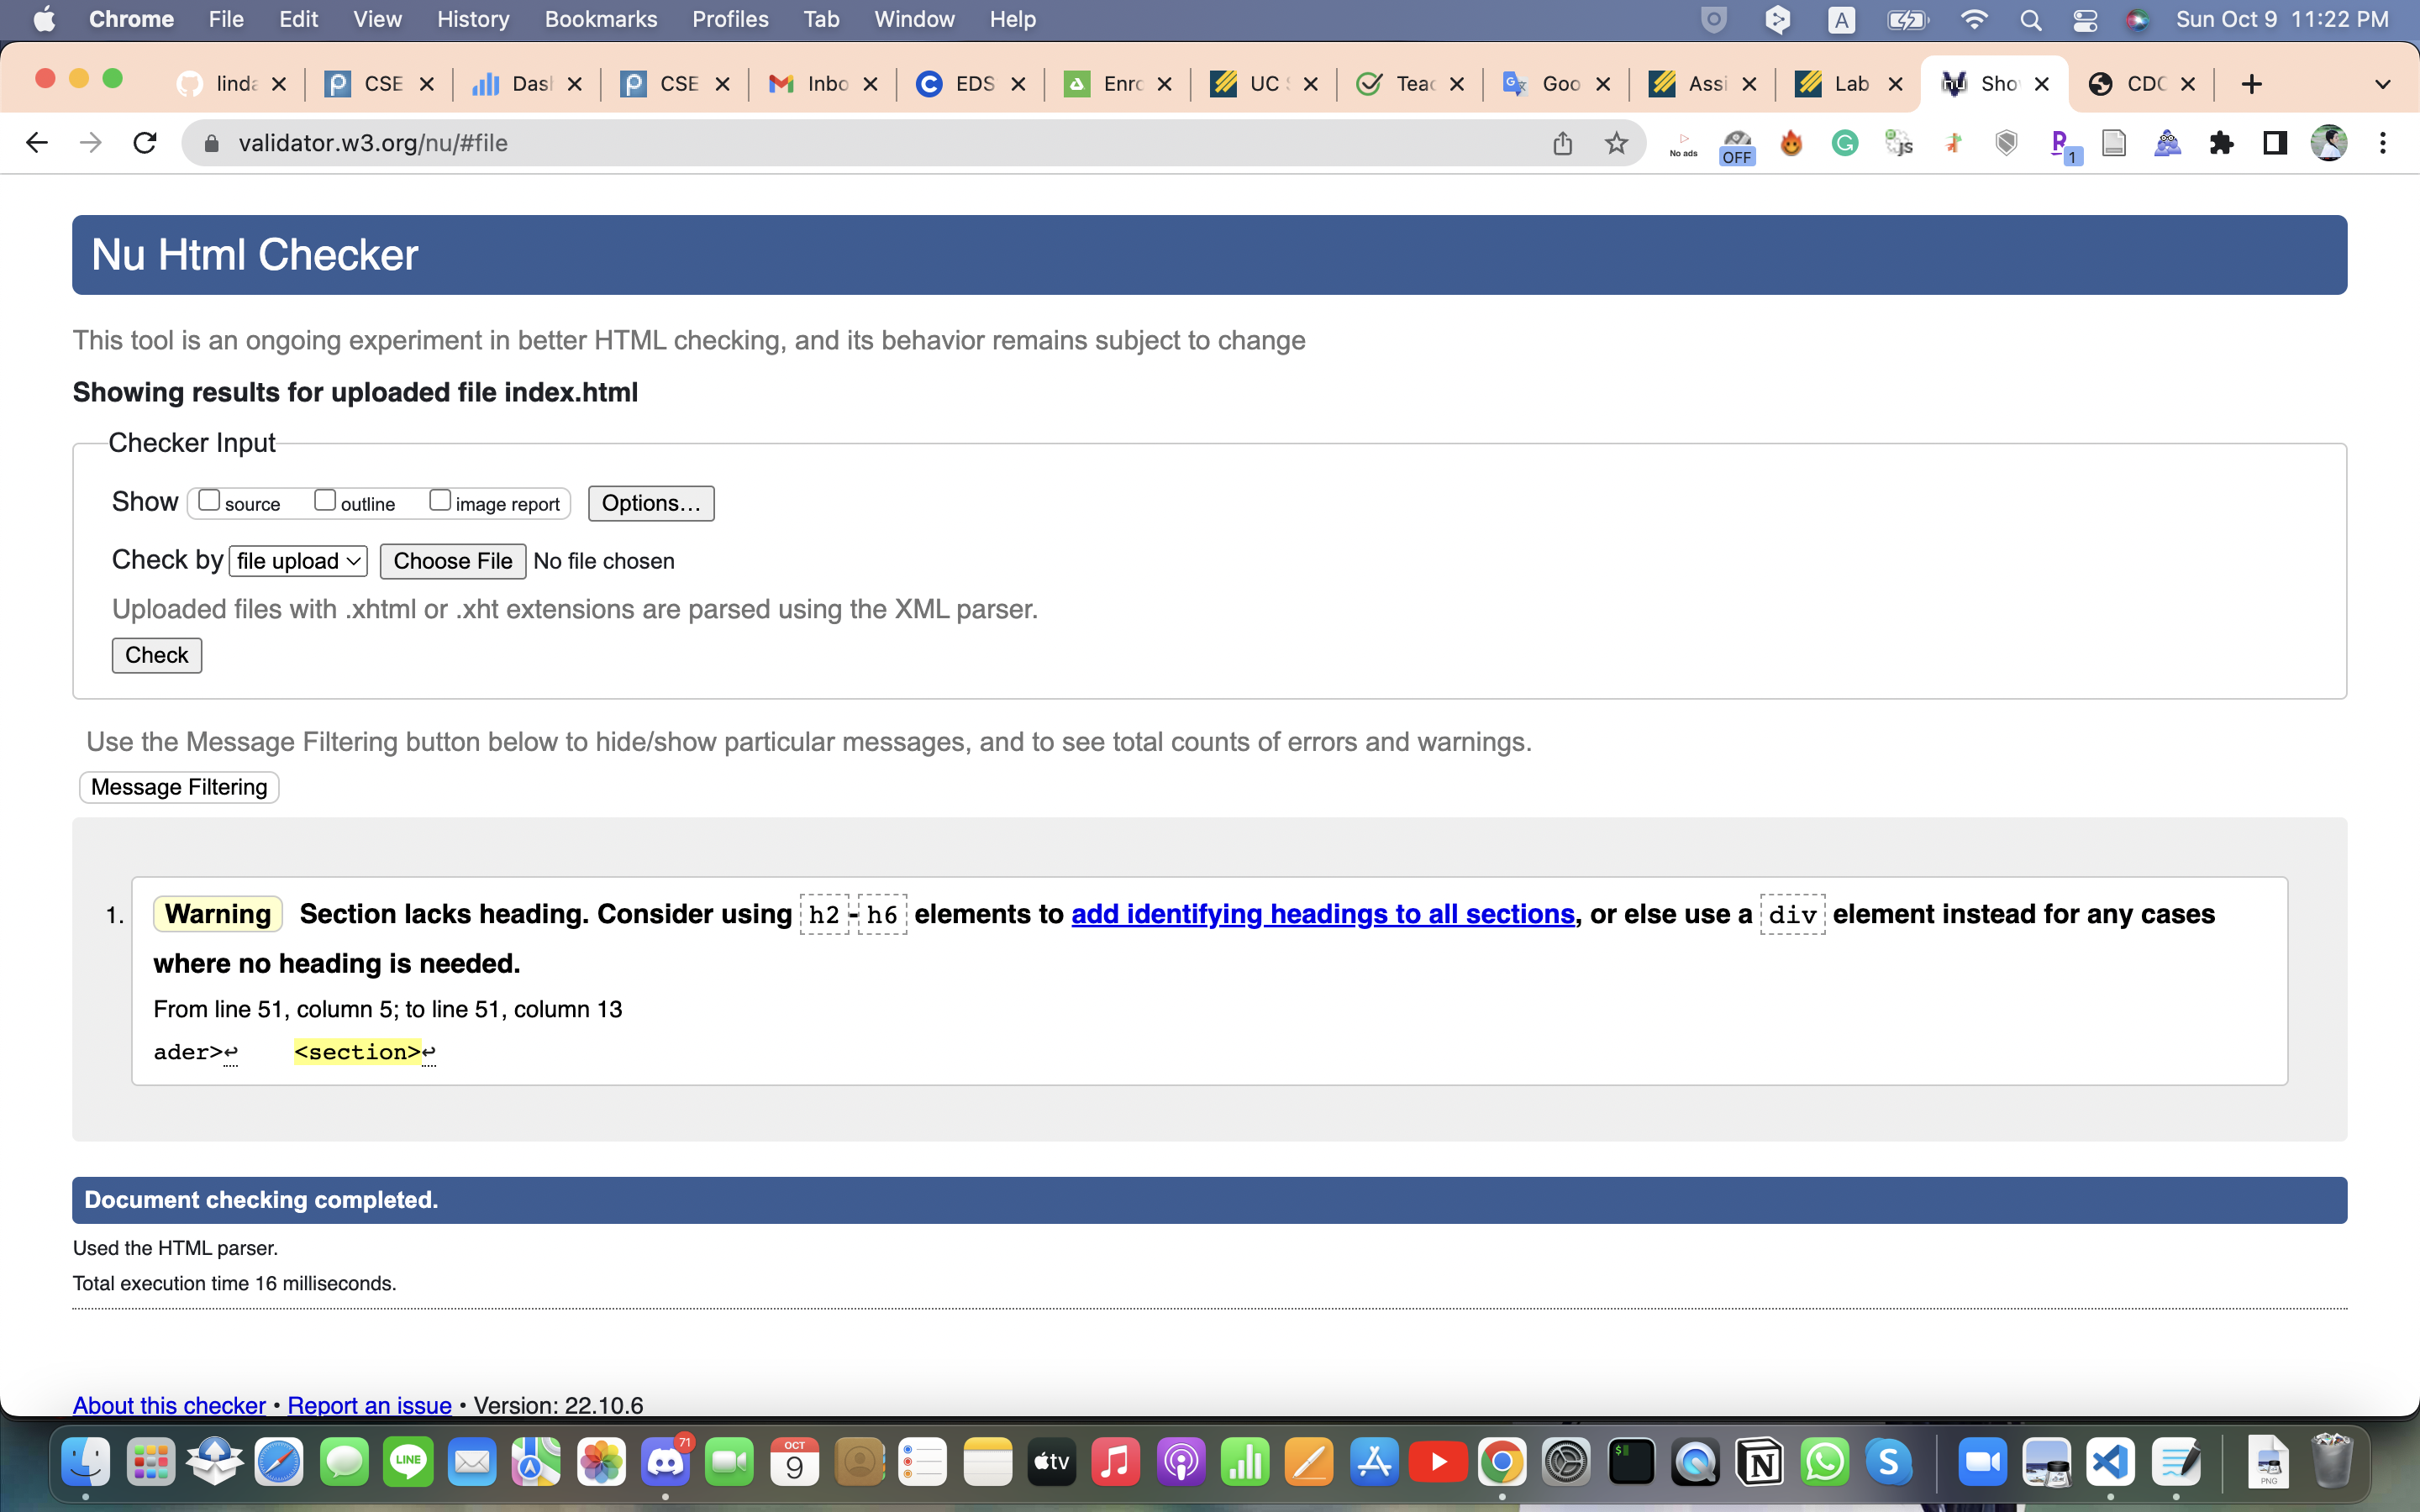 Chrome File Edit View History Bookmarks Profiles Tab Window Help A Sun Oct 9 11:22 PM
linda CSE Dash CSE Inbo EDS Enro UC Teac Goo Assi Lab Sho CDC
validator.w3.org/nu/#file No ads OFF js 1
Nu Html Checker
This tool is an ongoing experiment in better HTML checking, and its behavior remains subject to change
Showing results for uploaded file index.html
Checker Input
Show source outline image report Options...
Check by file upload Choose File No file chosen
Uploaded files with .xhtml or .xht extensions are parsed using the XML parser.
Check
Use the Message Filtering button below to hide/show particular messages, and to see total counts of errors and warnings.
Message Filtering
1. Warning Section lacks heading. Consider using h2-h6 elements to add identifying headings to all sections, or else use a div element instead for any cases
where no heading is needed.
From line 51, column 5; to line 51, column 13
ader>↩ <section>↩
Document checking completed.
Used the HTML parser.
Total execution time 16 milliseconds.
About this checker • Report an issue • Version: 22.10.6
LINE 71 OCT 9 tv $ PNG